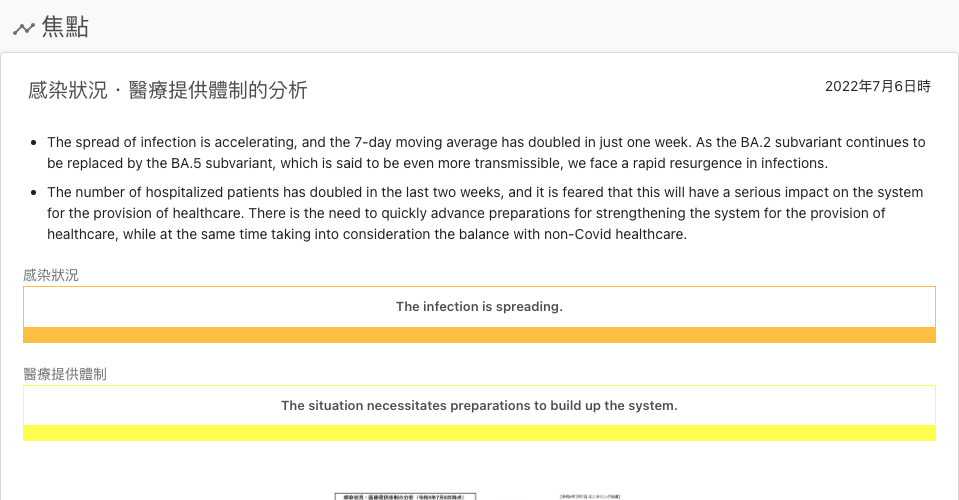 焦點
感染狀況・醫療提供體制的分析
2022年7月6日時
The spread of infection is accelerating, and the 7-day moving average has doubled in just one week. As the BA.2 subvariant continues to
be replaced by the BA.5 subvariant, which is said to be even more transmissible, we face a rapid resurgence in infections.
The number of hospitalized patients has doubled in the last two weeks, and it is feared that this will have a serious impact on the system
for the provision of healthcare. There is the need to quickly advance preparations for strengthening the system for the provision of
healthcare, while at the same time taking into consideration the balance with non-Covid healthcare.
感染狀況
The infection is spreading.
醫療提供體制
The situation necessitates preparations to build up the system.